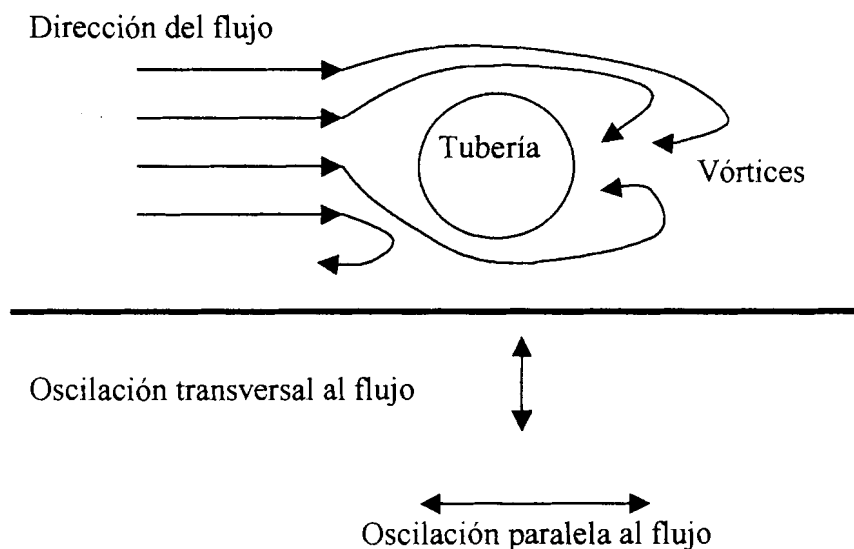 Dirección del flujo
Tubería
Vórtices
Oscilación transversal al flujo
Oscilación paralela al flujo